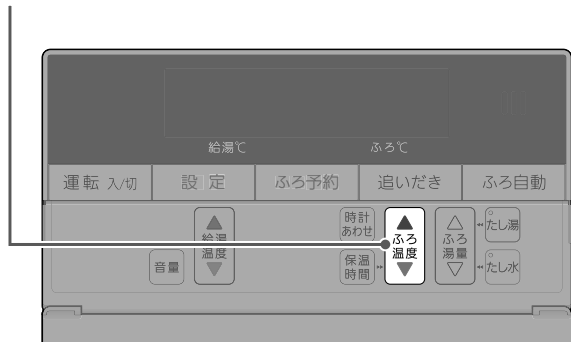 給湯℃ ふろ℃
運転 入/切 設定 ふろ予約 追いだき ふろ自動
音量
給湯
温度
時計
あわせ
保温
時間
ふろ
温度
ふろ
湯量
たし湯
たし水